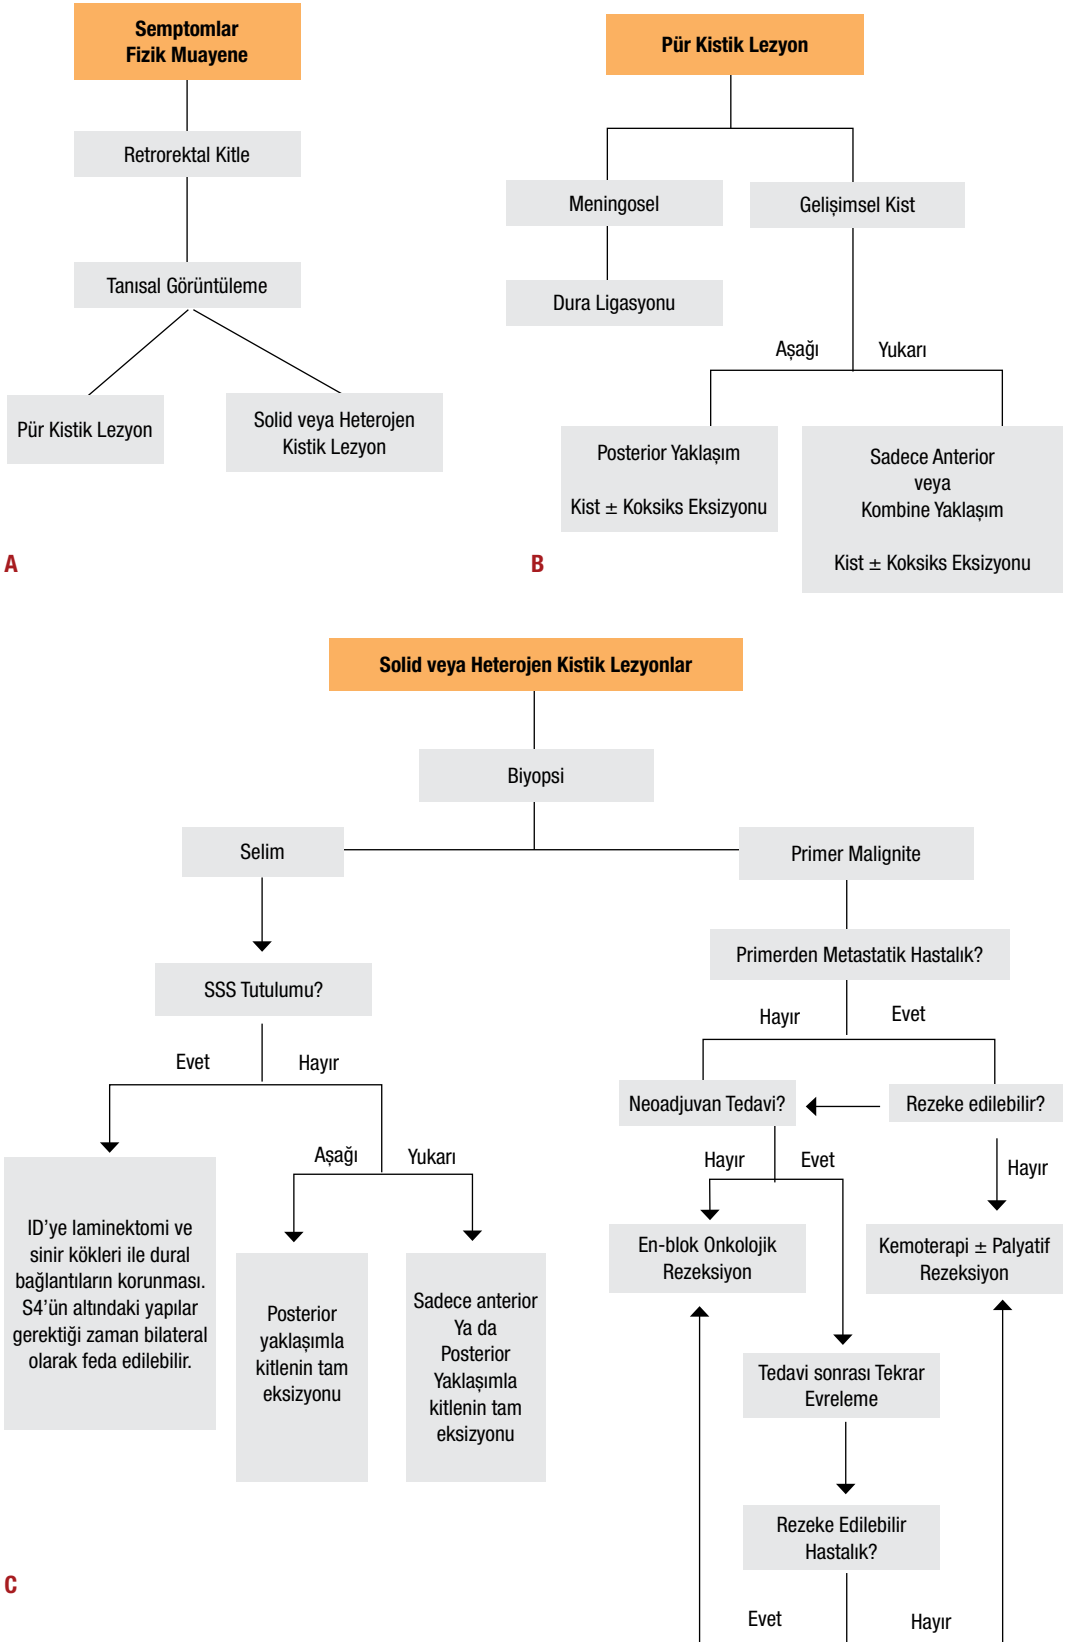 Semptomlar
Fizik Muayene
Retrorektal Kitle
Tanısal Görüntüleme
Pür Kistik Lezyon
Solid veya Heterojen
Kistik Lezyon
A
Pür Kistik Lezyon
Meningosel
Gelişimsel Kist
Dura Ligasyonu
Aşağı
Yukarı
Posterior Yaklaşım
Kist ± Koksiks Eksizyonu
Sadece Anterior
veya
Kombine Yaklaşım
Kist ± Koksiks Eksizyonu
B
Solid veya Heterojen Kistik Lezyonlar
Biyopsi
Selim
Primer Malignite
SSS Tutulumu?
Evet
Hayır
ID’ye laminektomi ve
sinir kökleri ile dural
bağlantıların korunması.
S4’ün altındaki yapılar
gerektiği zaman bilateral
olarak feda edilebilir.
Aşağı
Yukarı
Posterior
yaklaşımla
kitlenin tam
eksizyonu
Sadece anterior
Ya da
Posterior
Yaklaşımla
kitlenin tam
eksizyonu
Primerden Metastatik Hastalık?
Hayır
Evet
Neoadjuvan Tedavi?
Rezeke edilebilir?
Hayır
Evet
Hayır
En-blok Onkolojik
Rezeksiyon
Kemoterapi ± Palyatif
Rezeksiyon
Tedavi sonrası Tekrar
Evreleme
Rezeke Edilebilir
Hastalık?
Evet
Hayır
C